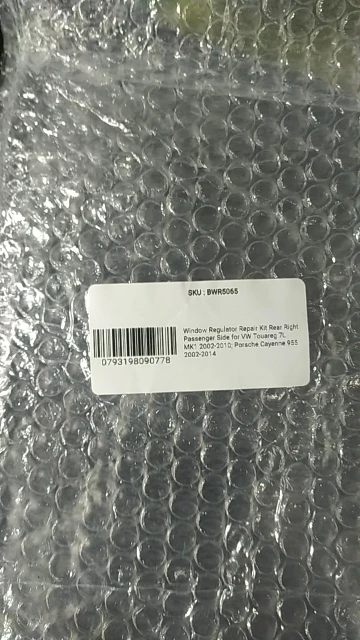 SKU : BWR5065
Window Regulator Repair Kit Rear Right
Passenger Side for VW Touareg 7L
MK1 2002-2010; Porsche Cayenne 955
2002-2014
0793198090778